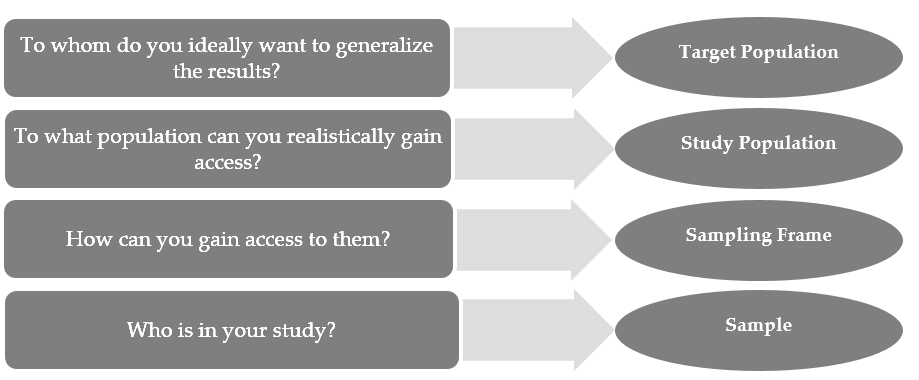 To whom do you ideally want to generalize
the results?
Target Population
To what population can you realistically gain
access?
Study Population
How can you gain access to them?
Sampling Frame
Who is in your study?
Sample